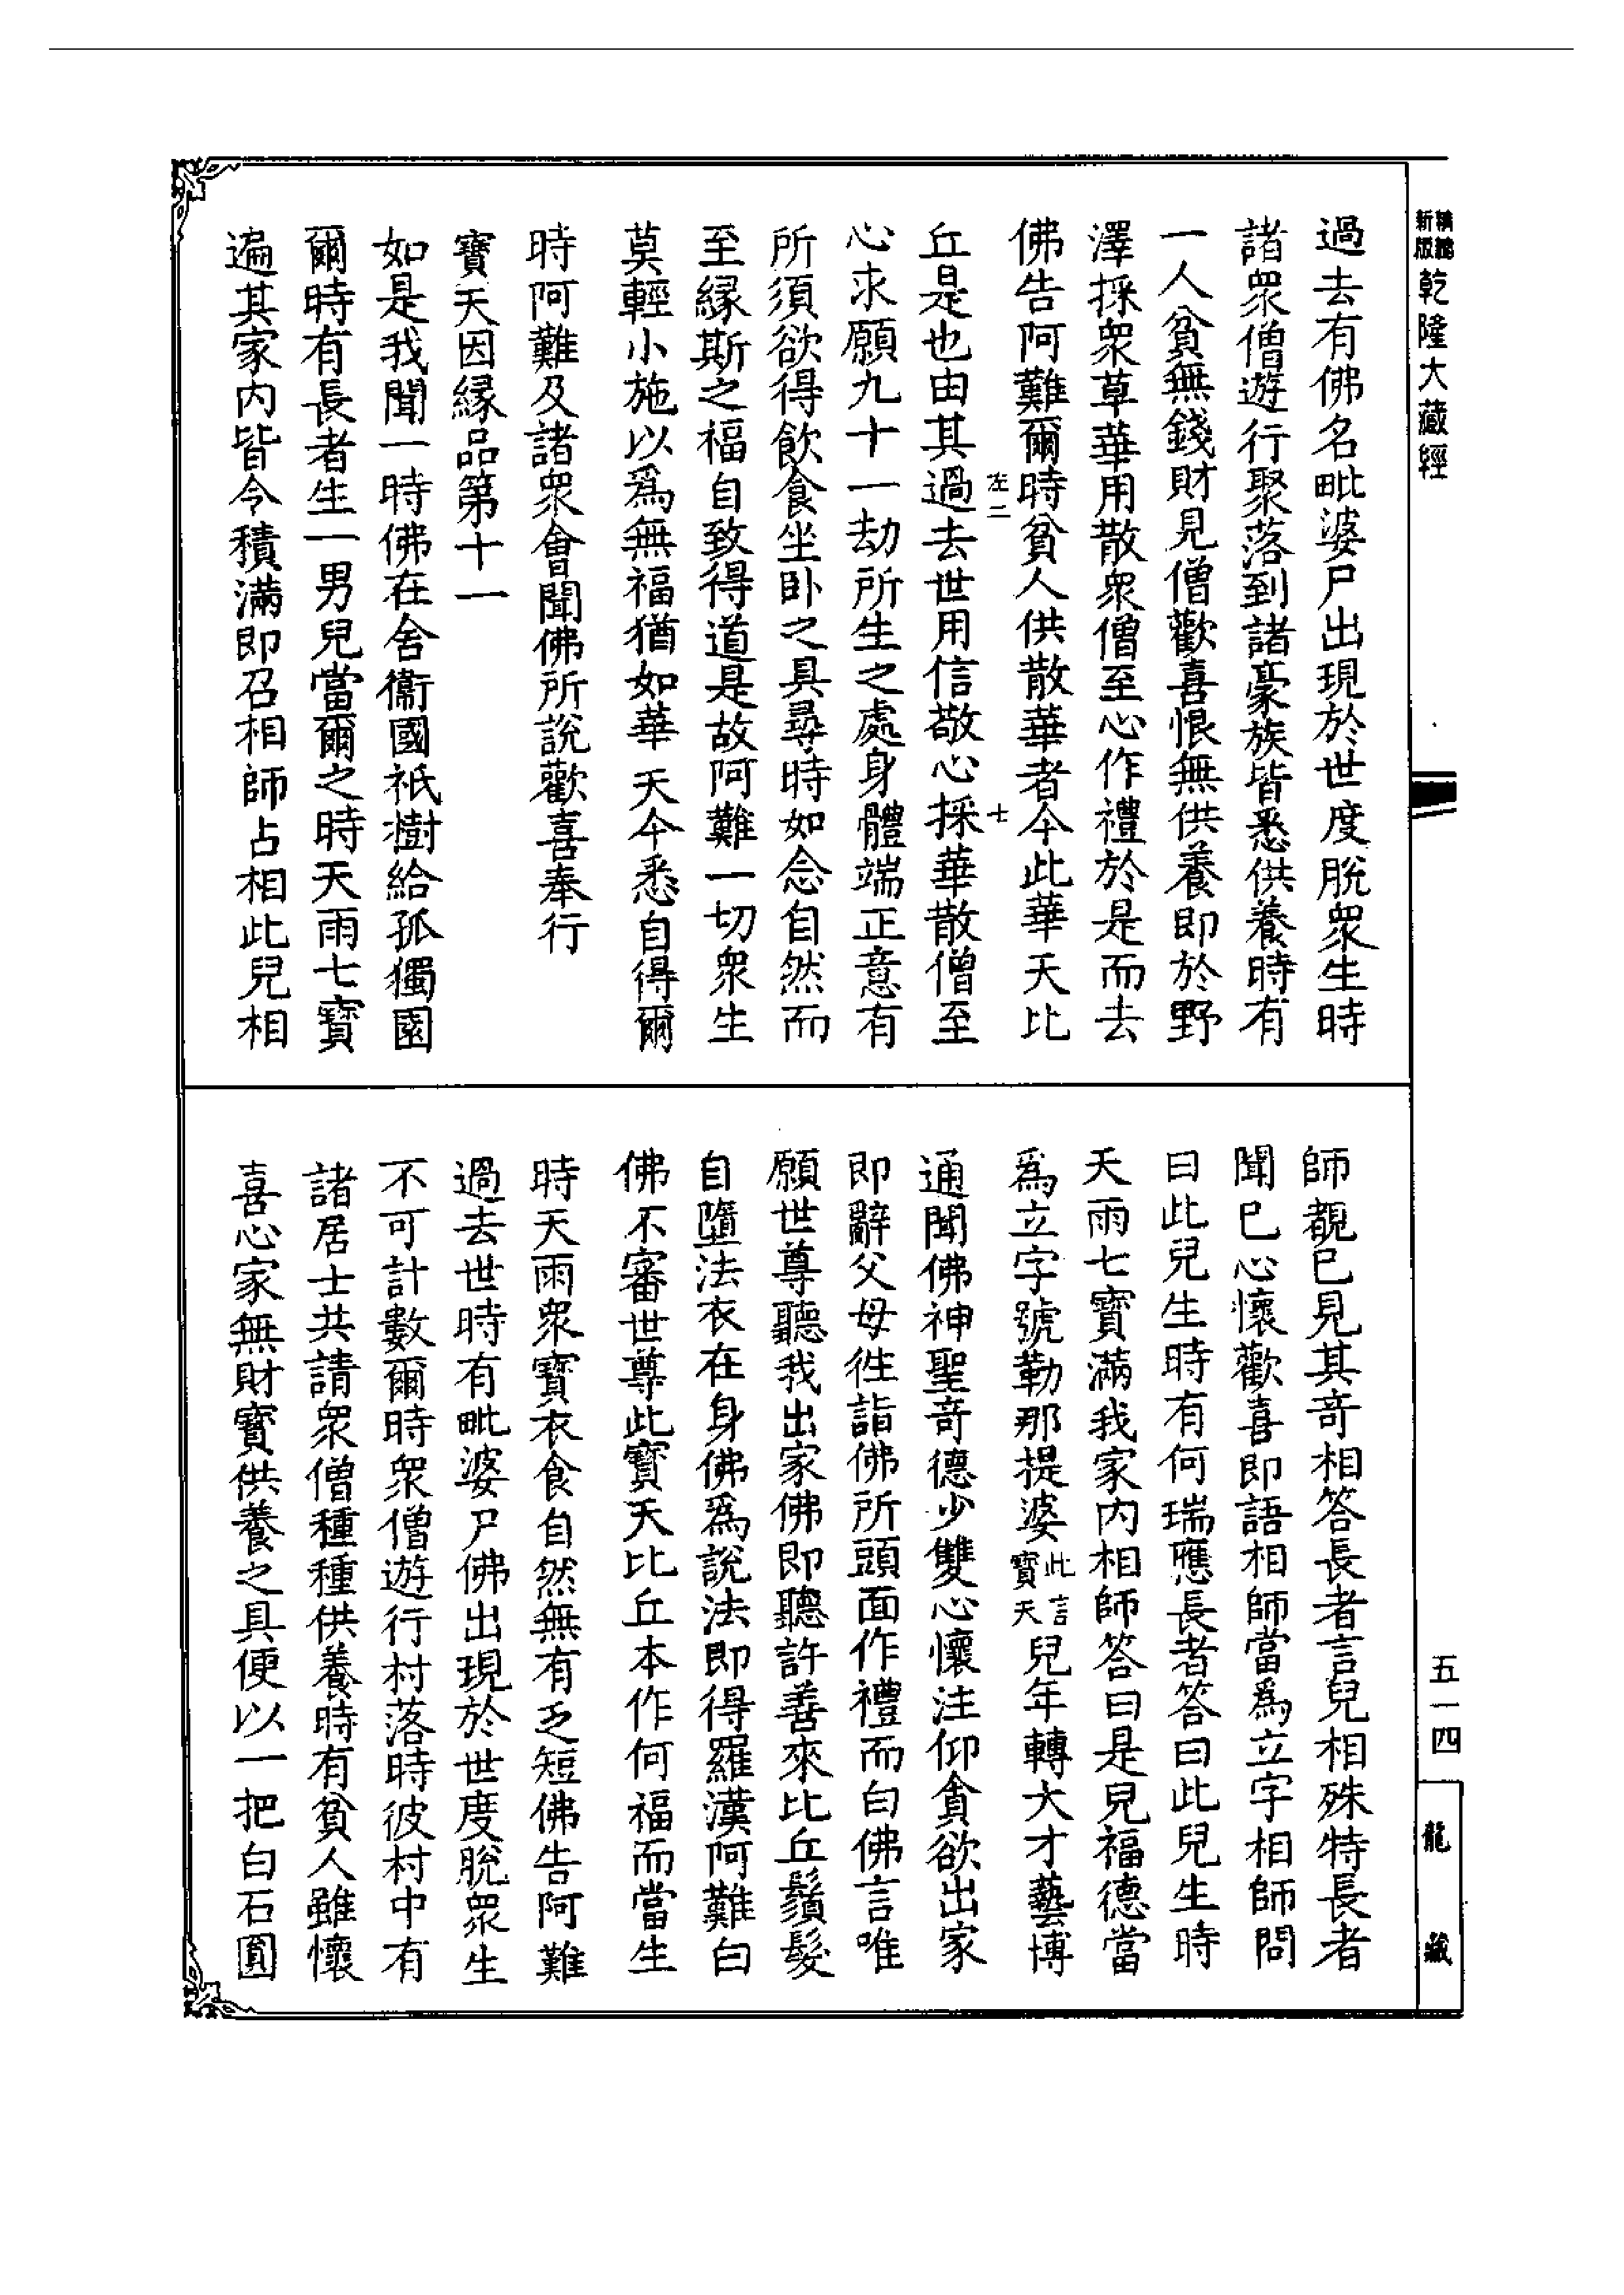 精編
新版
乾隆大藏經
過去有佛名毗婆尸出現於世度脫衆生時
諸衆僧遊行聚落到諸豪族皆悉供養時有
一人貧無錢財見僧歡喜恨無供養即於野
澤採衆草華用散衆僧至心作禮於是而去
佛告阿難爾時貧人供散華者今此華天比
左二
七
丘是也由其過去世用信敬心採華散僧至
心求願九十一劫所生之處身體端正意有
所須欲得飲食坐卧之具尋時如念自然而
至緣斯之福自致得道是故阿難一切衆生
莫輕小施以爲無福猶如華天今悉自得爾
時阿難及諸衆會聞佛所說歡喜奉行
寶天因緣品第十一
如是我聞一時佛在舍衞國祇樹給孤獨園
爾時有長者生一男兒當爾之時天雨七寶
遍其家内皆令積滿即召相師占相此兒相
師覩已見其奇相答長者言兒相殊特長者
聞已心懷歡喜即語相師當爲立字相師問
曰此兒生時有何瑞應長者答曰此兒生時
天雨七寶滿我家内相師答曰是兒福德當
爲立字號勒那提婆此言寶天兒年轉大才藝博
通聞佛神聖奇德少雙心懷注仰貪欲出家
即辭父母徃詣佛所頭面作禮而白佛言唯
願世尊聽我出家佛即聽許善來比丘鬚髮
自墮法衣在身佛爲說法即得羅漢阿難白
佛不審世尊此寶天比丘本作何福而當生
時天雨衆寶衣食自然無有乏短佛告阿難
過去世時有毗婆尸佛出現於世度脫衆生
不可計數爾時衆僧遊行村落時彼村中有
諸居士共請衆僧種種供養時有貧人雖懷
喜心家無財寶供養之具便以一把白石圓
五一四
龍藏